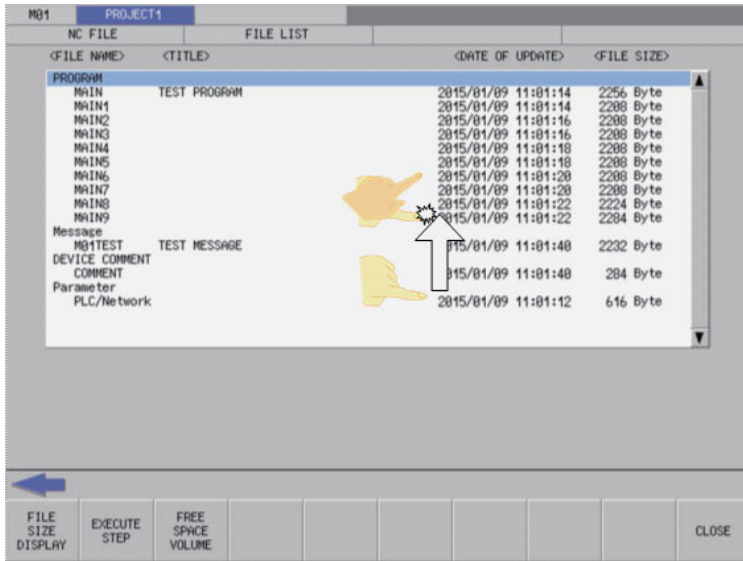 M01 PROJECT1
NC FILE FILE LIST
<FILE NAME> <TITLE> <DATE OF UPDATE> <FILE SIZE>
PROGRAM
MAIN TEST PROGRAM 2015/01/09 11:01:14 2256 Byte
MAIN1 2015/01/09 11:01:14 2208 Byte
MAIN2 2015/01/09 11:01:16 2208 Byte
MAIN3 2015/01/09 11:01:16 2208 Byte
MAIN4 2015/01/09 11:01:18 2208 Byte
MAIN5 2015/01/09 11:01:18 2208 Byte
MAIN6 2015/01/09 11:01:20 2208 Byte
MAIN7 2015/01/09 11:01:20 2208 Byte
MAIN8 2015/01/09 11:01:22 2224 Byte
MAIN9 2015/01/09 11:01:22 2284 Byte
Message
M01TEST TEST MESSAGE 11:01:40 2232 Byte
DEVICE COMMENT
COMMENT 11:01:40 284 Byte
Parameter
PLC/Network 2015/01/09 11:01:12 616 Byte
FILE SIZE DISPLAY EXECUTE STEP FREE SPACE VOLUME CLOSE